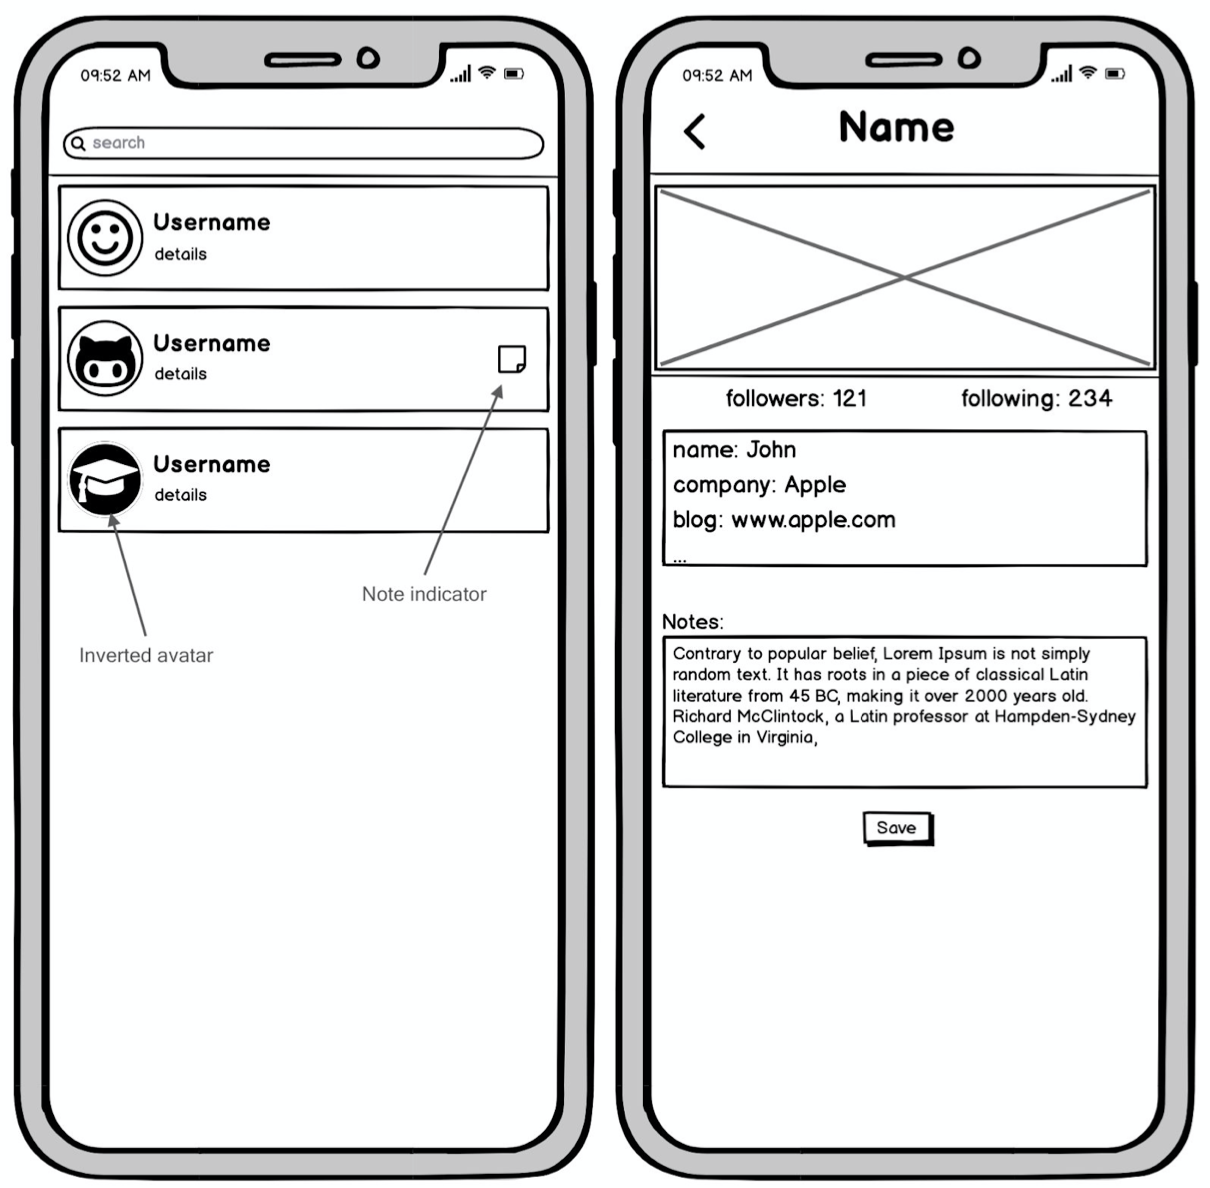 09:52 AM
search
Username
details
Username
details
Username
details
Note indicator
Inverted avatar
09:52 AM
Name
followers: 121
following: 234
name: John
company: Apple
blog: www.apple.com
...
Notes:
Contrary to popular belief, Lorem Ipsum is not simply
random text. It has roots in a piece of classical Latin
literature from 45 BC, making it over 2000 years old.
Richard McClintock, a Latin professor at Hampden-Sydney
College in Virginia,
Save